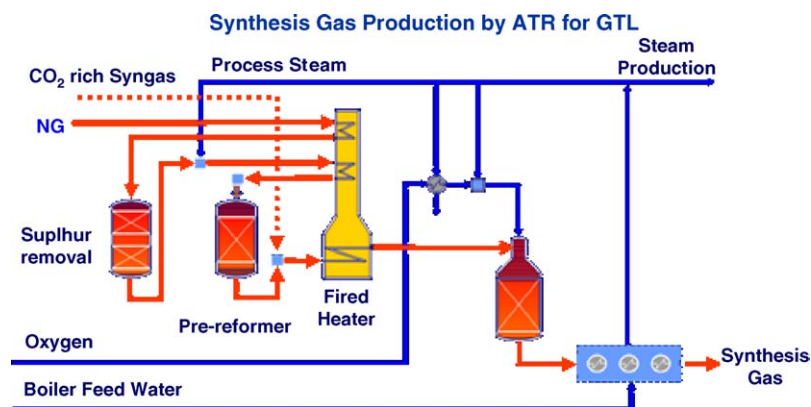 Synthesis Gas Production by ATR for GTL
Steam
Production
Process Steam
CO₂ rich Syngas
NG
Suplhur
removal
Pre-reformer
Fired
Heater
Oxygen
Synthesis
Gas
Boiler Feed Water